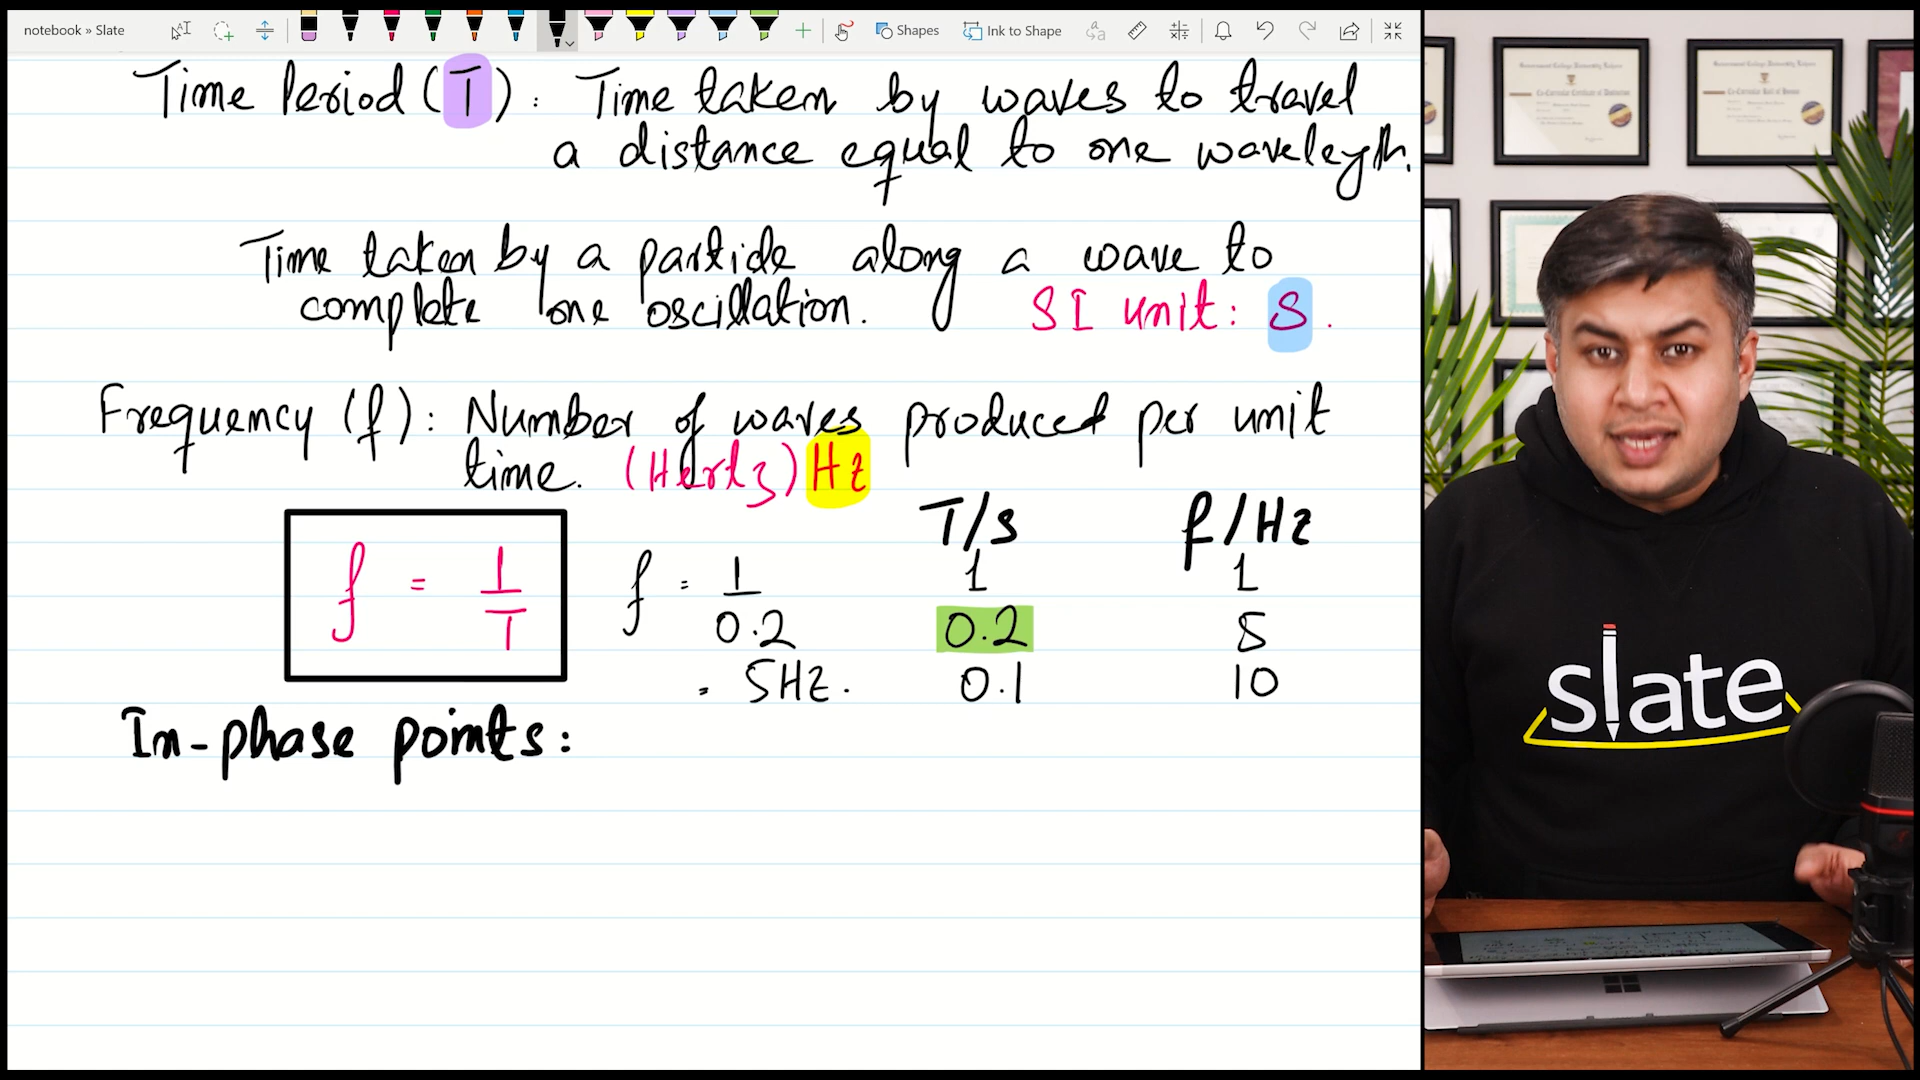 notebook » Slate
Shapes
Ink to Shape
Time Period (T) : Time taken by waves to travel
a distance equal to one wavelegth.
Time taken by a particle along a wave to
complete one oscillation. SI unit: S.
Frequency (f): Number of waves produced per unit
time. (Hertz) Hz
T/s f/Hz
f = 1/T f = 1/0.2 1 1
0.2 5
= 5Hz. 0.1 10
In-phase points:
slate